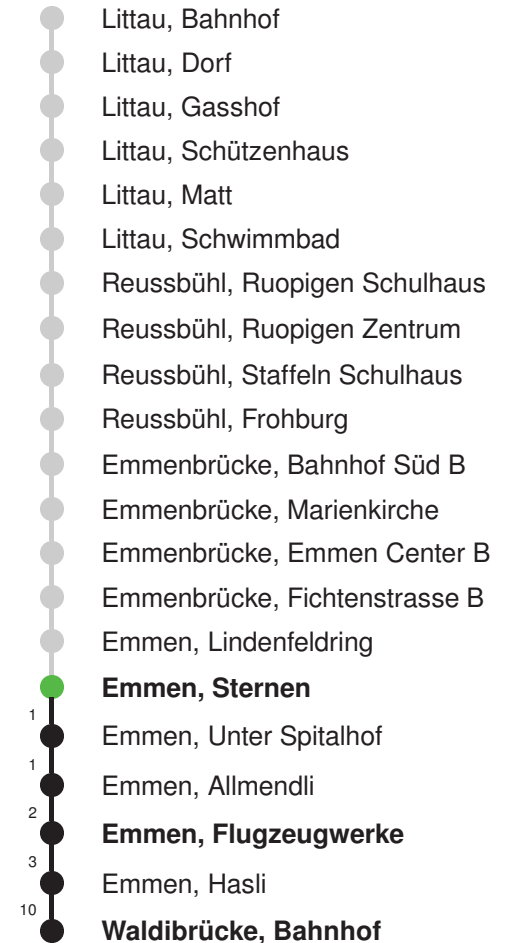 Littau, Bahnhof
Littau, Dorf
Littau, Gasshof
Littau, Schützenhaus
Littau, Matt
Littau, Schwimmbad
Reussbühl, Ruopigen Schulhaus
Reussbühl, Ruopigen Zentrum
Reussbühl, Staffeln Schulhaus
Reussbühl, Frohburg
Emmenbrücke, Bahnhof Süd B
Emmenbrücke, Marienkirche
Emmenbrücke, Emmen Center B
Emmenbrücke, Fichtenstrasse B
Emmen, Lindenfeldring
Emmen, Sternen
1 Emmen, Unter Spitalhof
1 Emmen, Allmendli
2 Emmen, Flugzeugwerke
3 Emmen, Hasli
10 Waldibrücke, Bahnhof